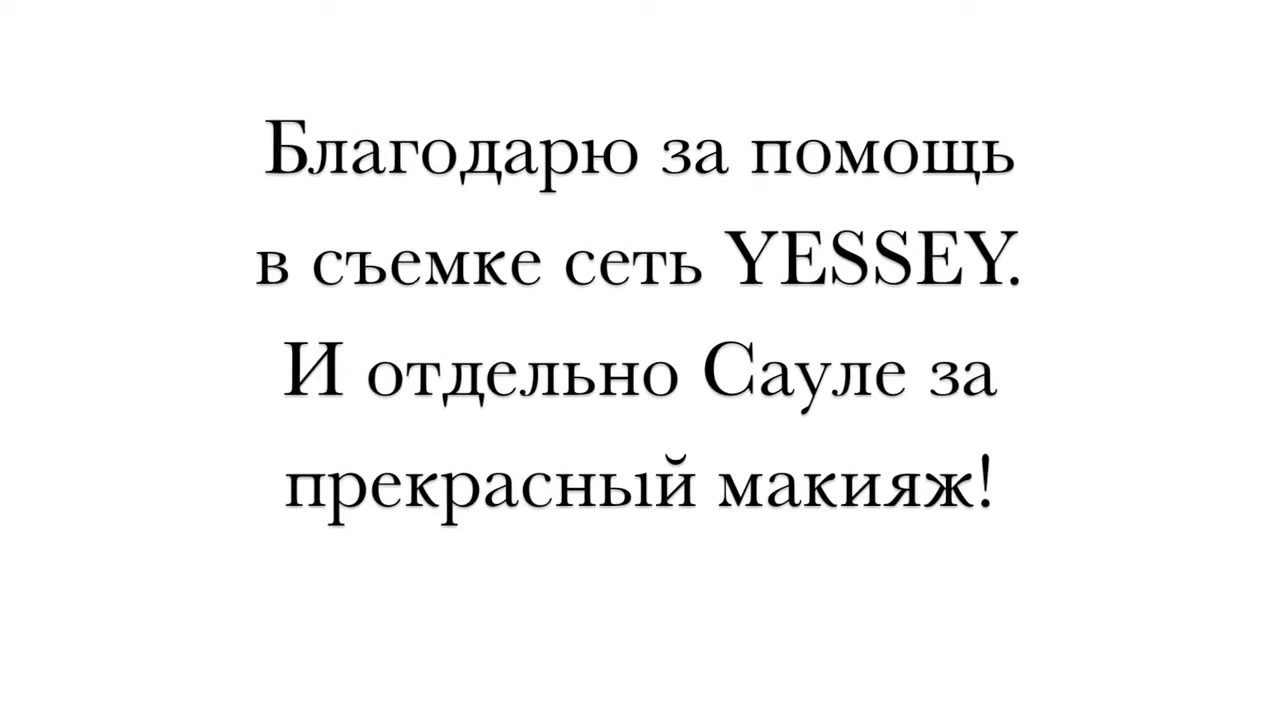 Благодарю за помощь
в съемке сеть YESSEY.
И отдельно Сауле за
прекрасный макияж!